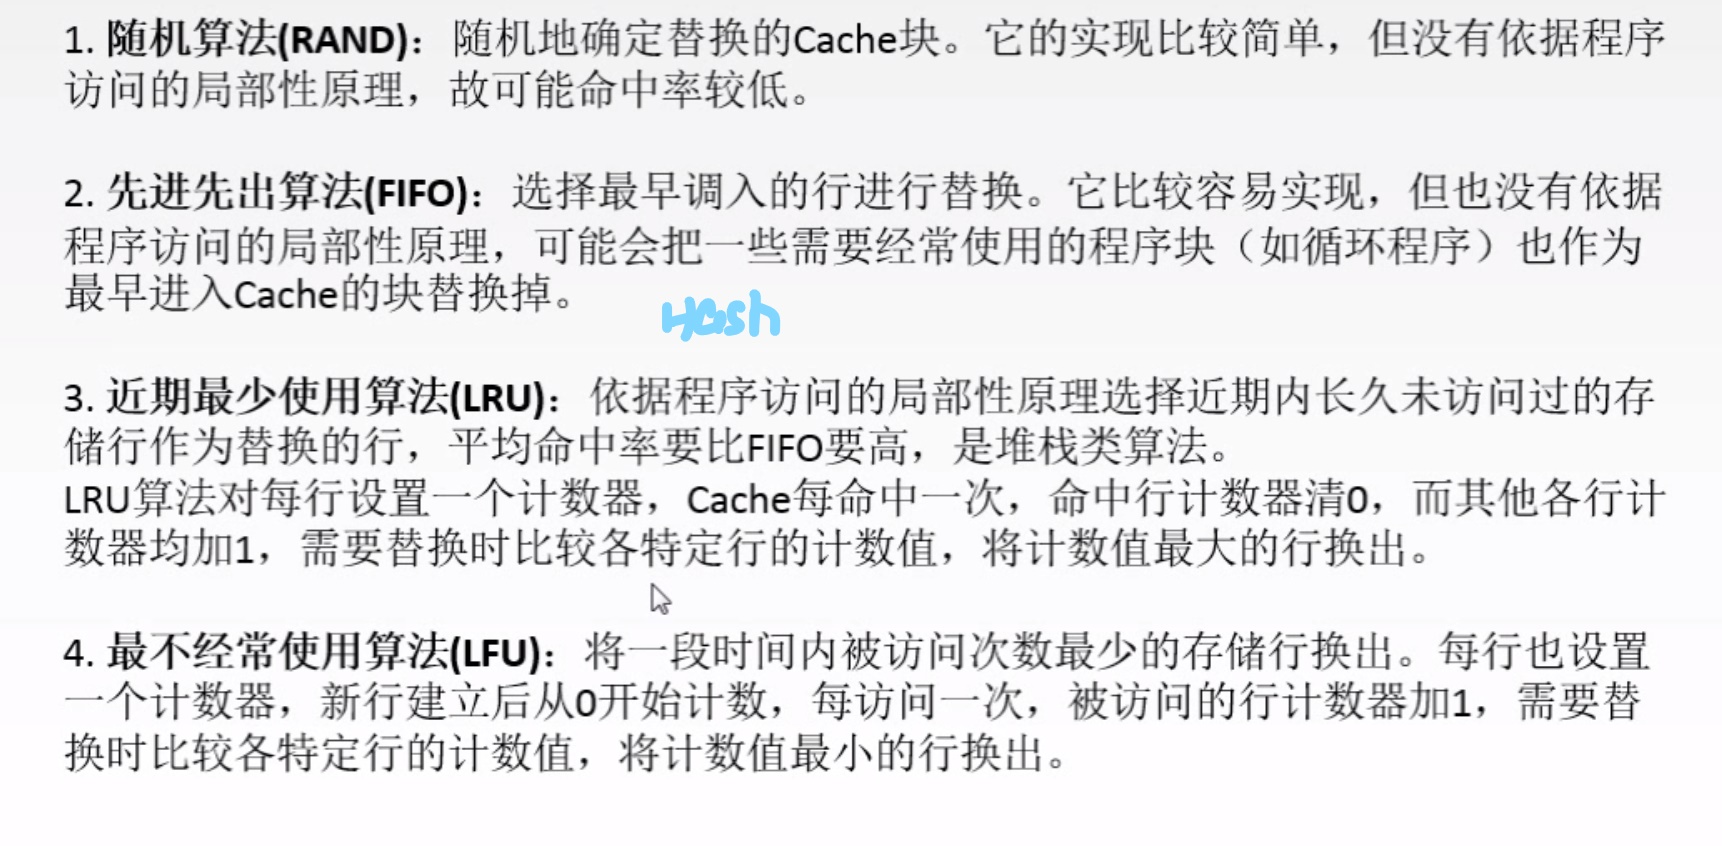 1. 随机算法(RAND)：随机地确定替换的Cache块。它的实现比较简单，但没有依据程序
访问的局部性原理，故可能命中率较低。
2. 先进先出算法(FIFO)：选择最早调入的行进行替换。它比较容易实现，但也没有依据
程序访问的局部性原理，可能会把一些需要经常使用的程序块（如循环程序）也作为
最早进入Cache的块替换掉。
Hash
3. 近期最少使用算法(LRU)：依据程序访问的局部性原理选择近期内长久未访问过的存
储行作为替换的行，平均命中率要比FIFO要高，是堆栈类算法。
LRU算法对每行设置一个计数器，Cache每命中一次，命中行计数器清0，而其他各行计
数器均加1，需要替换时比较各特定行的计数值，将计数值最大的行换出。
4. 最不经常使用算法(LFU)：将一段时间内被访问次数最少的存储行换出。每行也设置
一个计数器，新行建立后从0开始计数，每访问一次，被访问的行计数器加1，需要替
换时比较各特定行的计数值，将计数值最小的行换出。